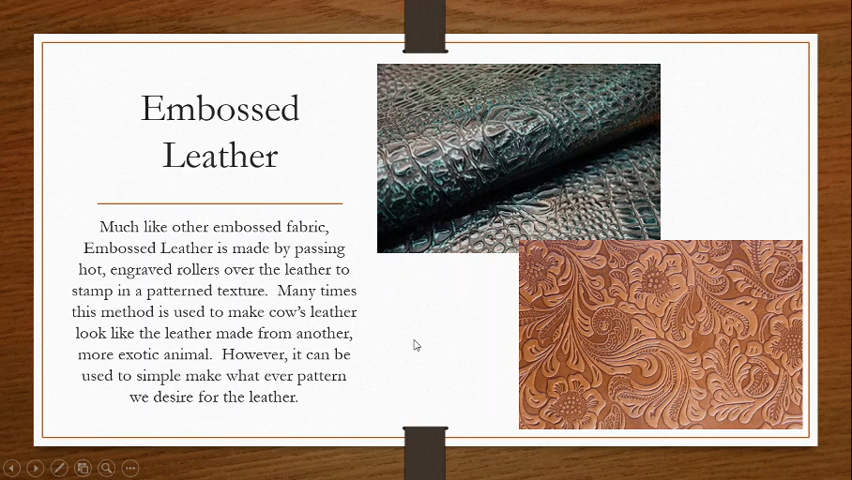 Embossed
Leather
Much like other embossed fabric,
Embossed Leather is made by passing
hot, engraved rollers over the leather to
stamp in a patterned texture.  Many times
this method is used to make cow’s leather
look like the leather made from another,
more exotic animal.  However, it can be
used to simple make what ever pattern
we desire for the leather.